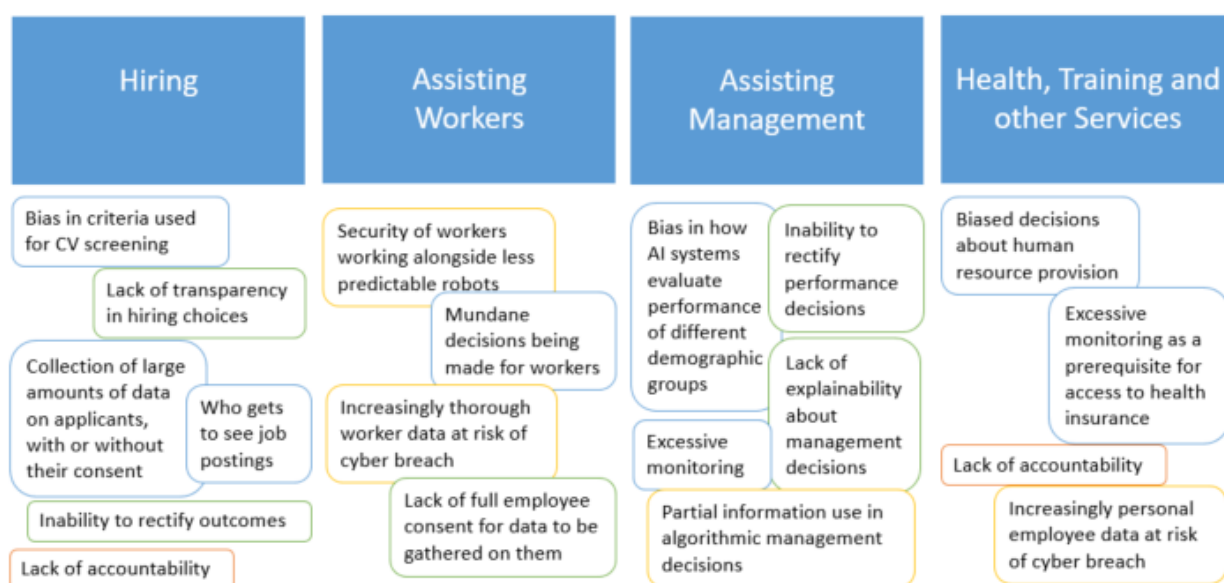 Hiring
Bias in criteria used
for CV screening
Lack of transparency
in hiring choices
Collection of large
amounts of data
on applicants,
with or without
their consent
Who gets
to see job
postings
Inability to rectify outcomes
Lack of accountability
Assisting
Workers
Security of workers
working alongside less
predictable robots
Mundane
decisions being
made for workers
Increasingly thorough
worker data at risk of
cyber breach
Lack of full employee
consent for data to be
gathered on them
Assisting
Management
Bias in how
AI systems
evaluate
performance
of different
demographic
groups
Inability to
rectify
performance
decisions
Lack of
explainability
about
management
decisions
Excessive
monitoring
Partial information use in
algorithmic management
decisions
Health, Training and
other Services
Biased decisions
about human
resource provision
Excessive
monitoring as a
prerequisite for
access to health
insurance
Lack of accountability
Increasingly personal
employee data at risk
of cyber breach